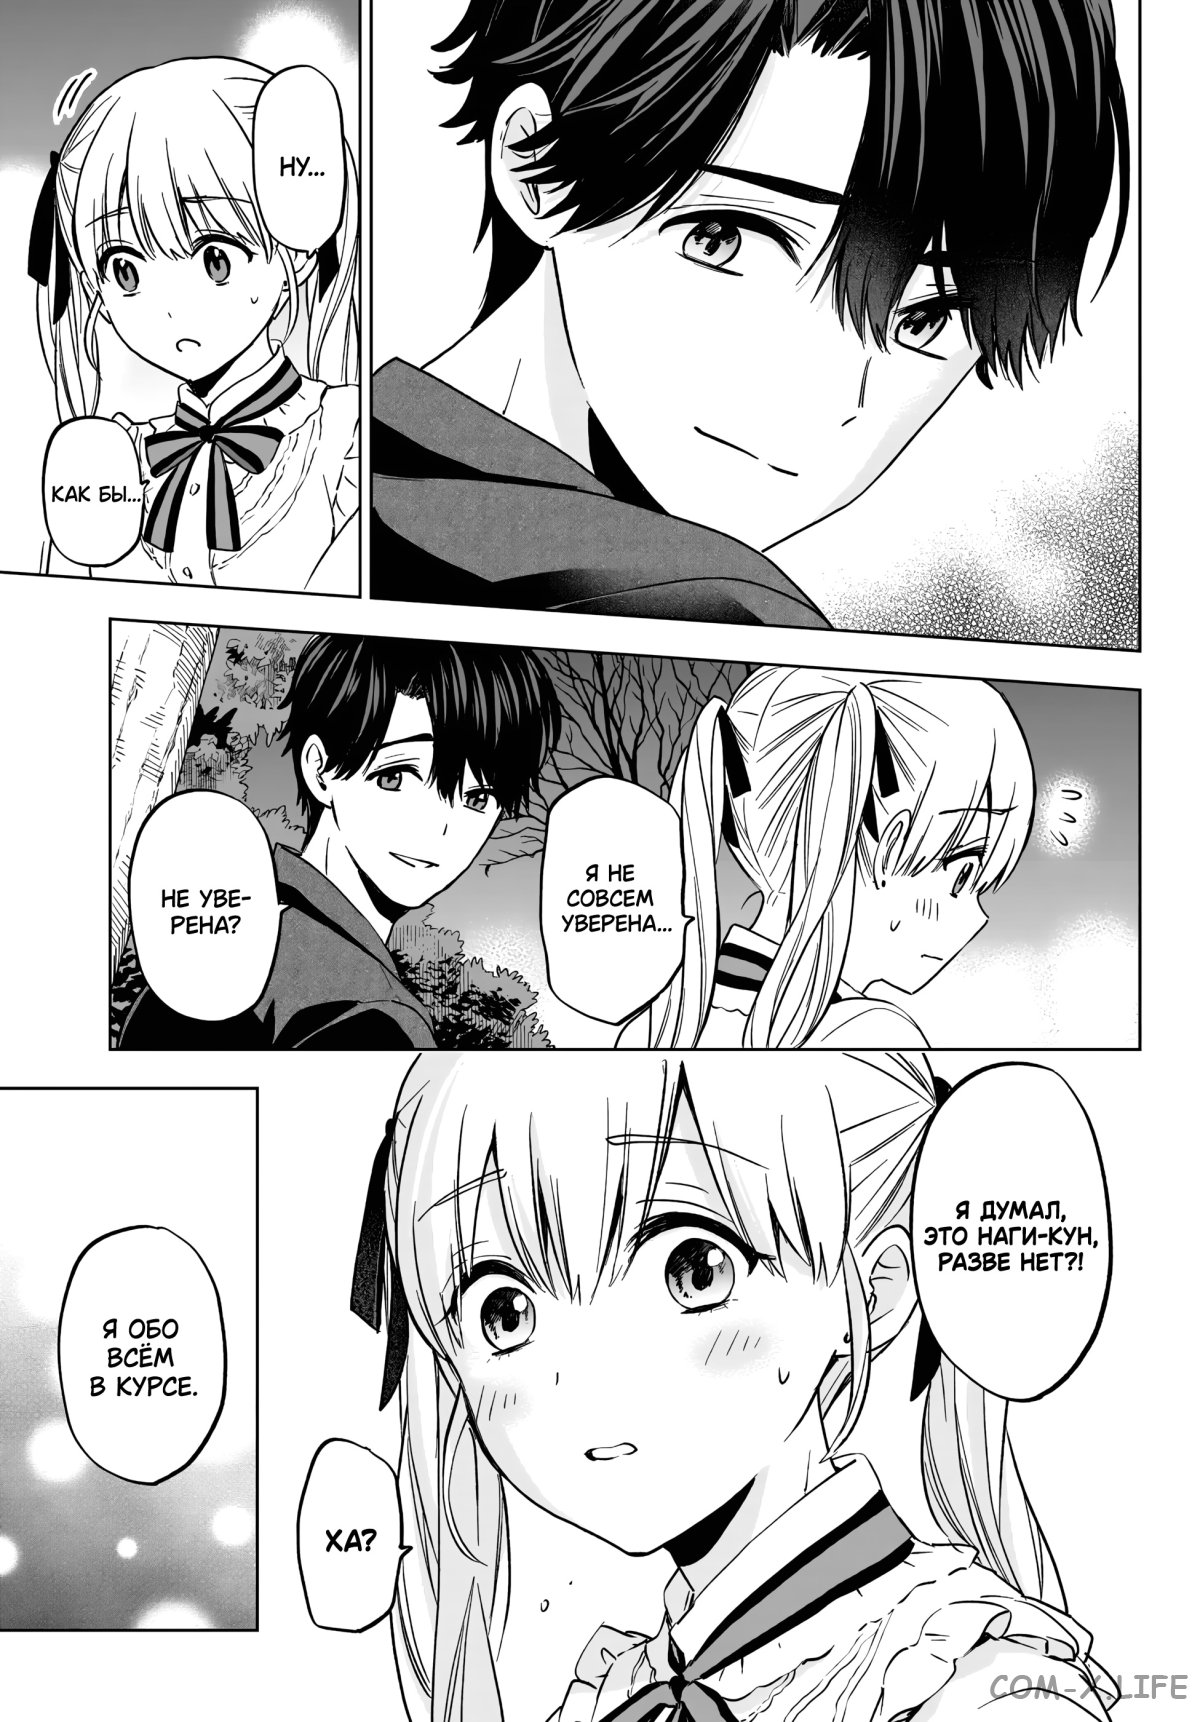 НУ...
КАК БЫ...
Я НЕ
СОВСЕМ
УВЕРЕНА...
НЕ УВЕ-
РЕНА?
Я ДУМАЛ,
ЭТО НАГИ-КУН,
РАЗВЕ НЕТ?!
ХА?
Я ОБО
ВСЁМ
В КУРСЕ.
COM-X.LIFE